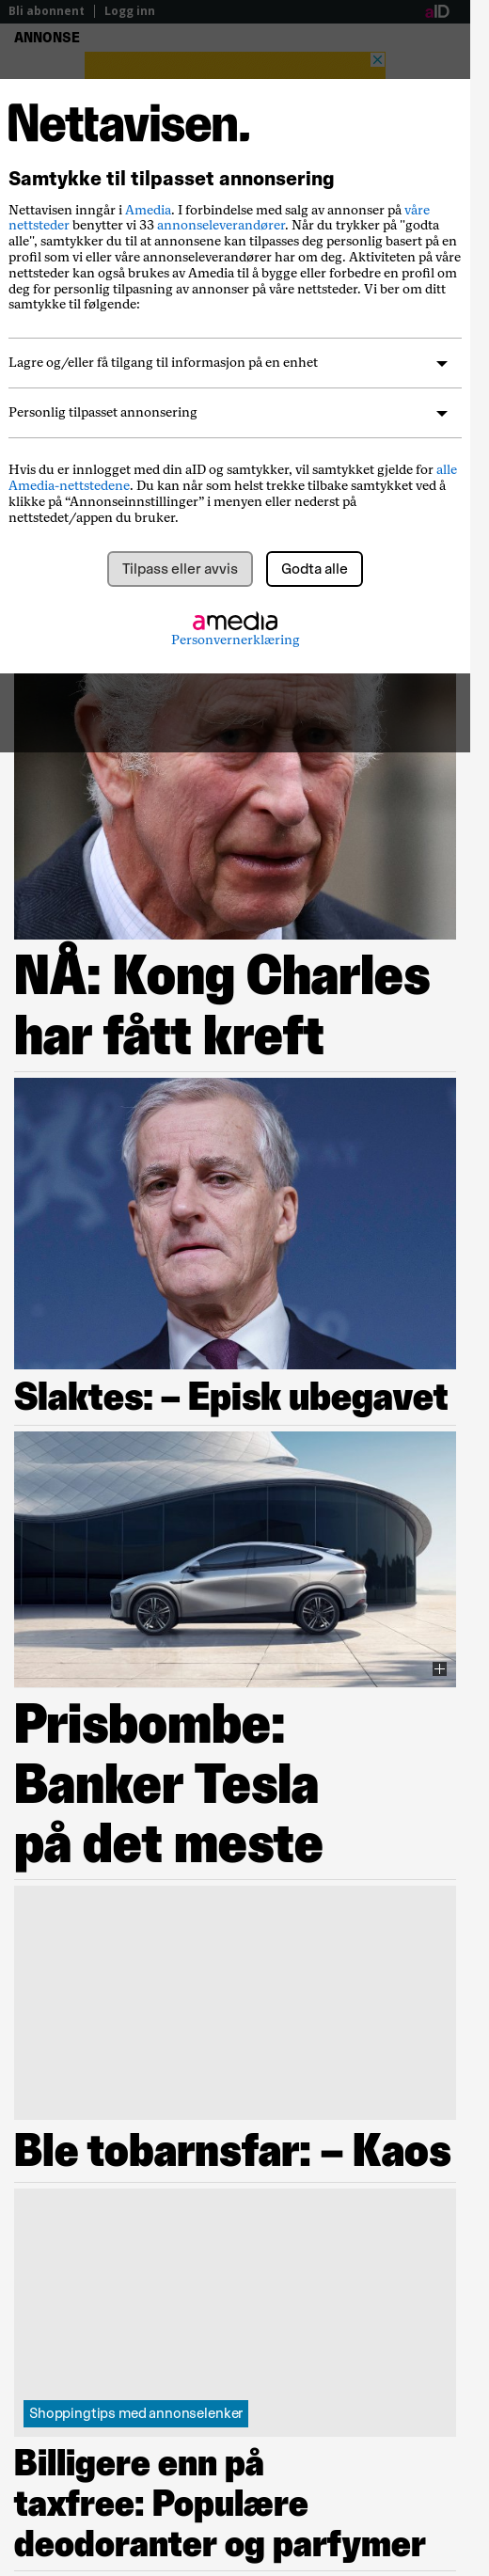 Bli abonnent
Logg inn
aID
ANNONSE
Nettavisen.
Samtykke til tilpasset annonsering
Nettavisen inngår i Amedia. I forbindelse med salg av annonser på våre
nettsteder benytter vi 33 annonseleverandører. Når du trykker på "godta
alle", samtykker du til at annonsene kan tilpasses deg personlig basert på en
profil som vi eller våre annonseleverandører har om deg. Aktiviteten på våre
nettsteder kan også brukes av Amedia til å bygge eller forbedre en profil om
deg for personlig tilpasning av annonser på våre nettsteder. Vi ber om ditt
samtykke til følgende:
Lagre og/eller få tilgang til informasjon på en enhet
Personlig tilpasset annonsering
Hvis du er innlogget med din aID og samtykker, vil samtykket gjelde for alle
Amedia-nettstedene. Du kan når som helst trekke tilbake samtykket ved å
klikke på “Annonseinnstillinger” i menyen eller nederst på
nettstedet/appen du bruker.
Tilpass eller avvis
Godta alle
amedia
Personvernerklæring
NÅ: Kong Charles
har fått kreft
Slaktes: – Episk ubegavet
Prisbombe:
Banker Tesla
på det meste
Ble tobarnsfar: – Kaos
Shoppingtips med annonselenker
Billigere enn på
taxfree: Populære
deodoranter og parfymer